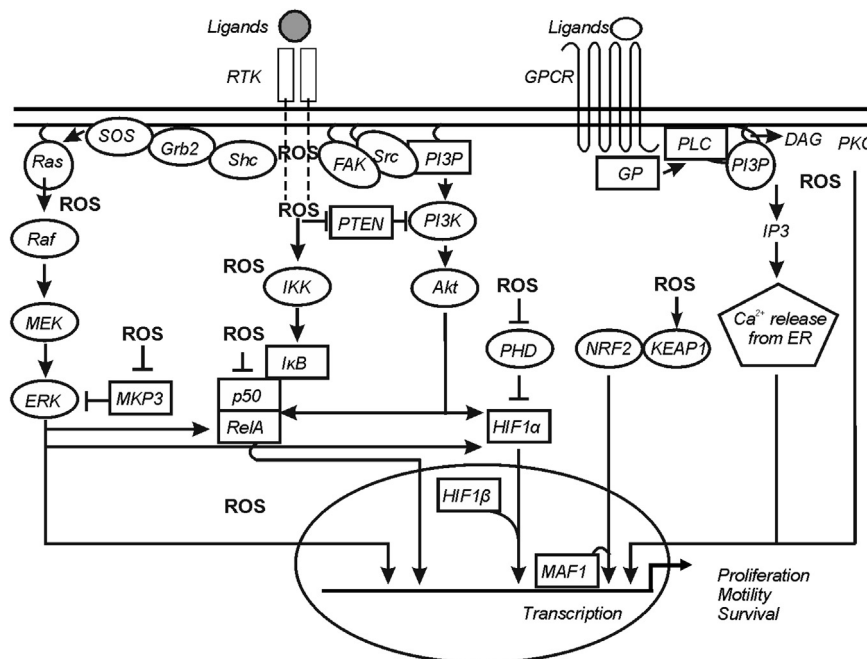 Ligands
Ligands
RTK
GPCR
SOS
Grb2
Shc
ROS
FAK
Src
PI3P
PLC
DAG
PKC
Ras
GP
PI3P
ROS
ROS
ROS
PTEN
PI3K
IP3
Raf
ROS
IKK
Akt
ROS
ROS
Ca²⁺ release
from ER
MEK
ROS
ROS
IκB
PHD
NRF2
KEAP1
ERK
MKP3
p50
RelA
HIF1α
ROS
HIF1β
MAF1
Transcription
Proliferation
Motility
Survival